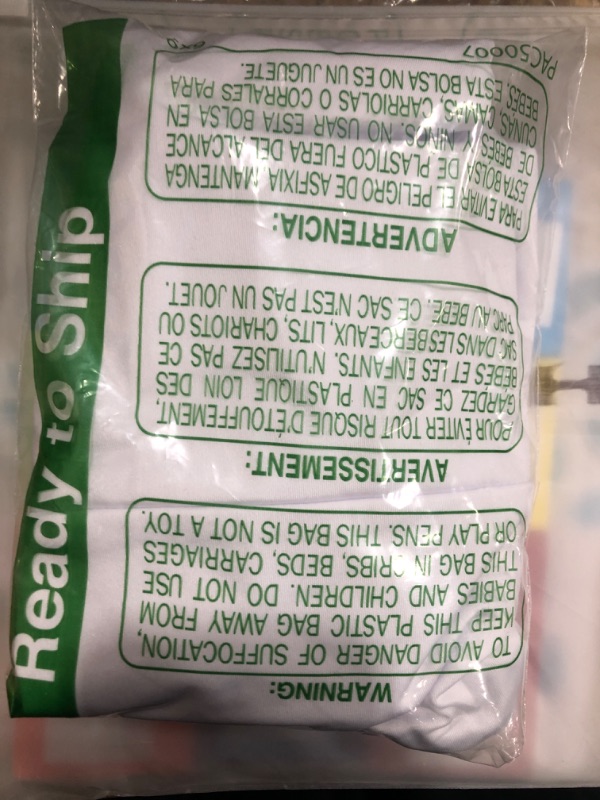 Ready to Ship
WARNING:
TO AVOID DANGER OF SUFFOCATION,
KEEP THIS PLASTIC BAG AWAY FROM
BABIES AND CHILDREN. DO NOT USE
THIS BAG IN CRIBS, BEDS, CARRIAGES
OR PLAY PENS. THIS BAG IS NOT A TOY.
AVERTISSEMENT:
POUR ÉVITER TOUT RISQUE D'ÉTOUFFEMENT,
GARDEZ CE SAC EN PLASTIQUE LOIN DES
BÉBÉS ET LES ENFANTS. N'UTILISEZ PAS CE
SAC DANS LES BERCEAUX, LITS, CHARIOTS OU
PARC AU BÉBÉ. CE SAC N'EST PAS UN JOUET.
ADVERTENCIA:
PARA EVITAR EL PELIGRO DE ASFIXIA, MANTENGA
ESTA BOLSA DE PLASTICO FUERA DEL ALCANCE
DE BEBES Y NINOS. NO USAR ESTA BOLSA EN
CUNAS, CAMAS, CARRIOLAS O CORRALES PARA
BEBES. ESTA BOLSA NO ES UN JUGUETE.
PAC50007